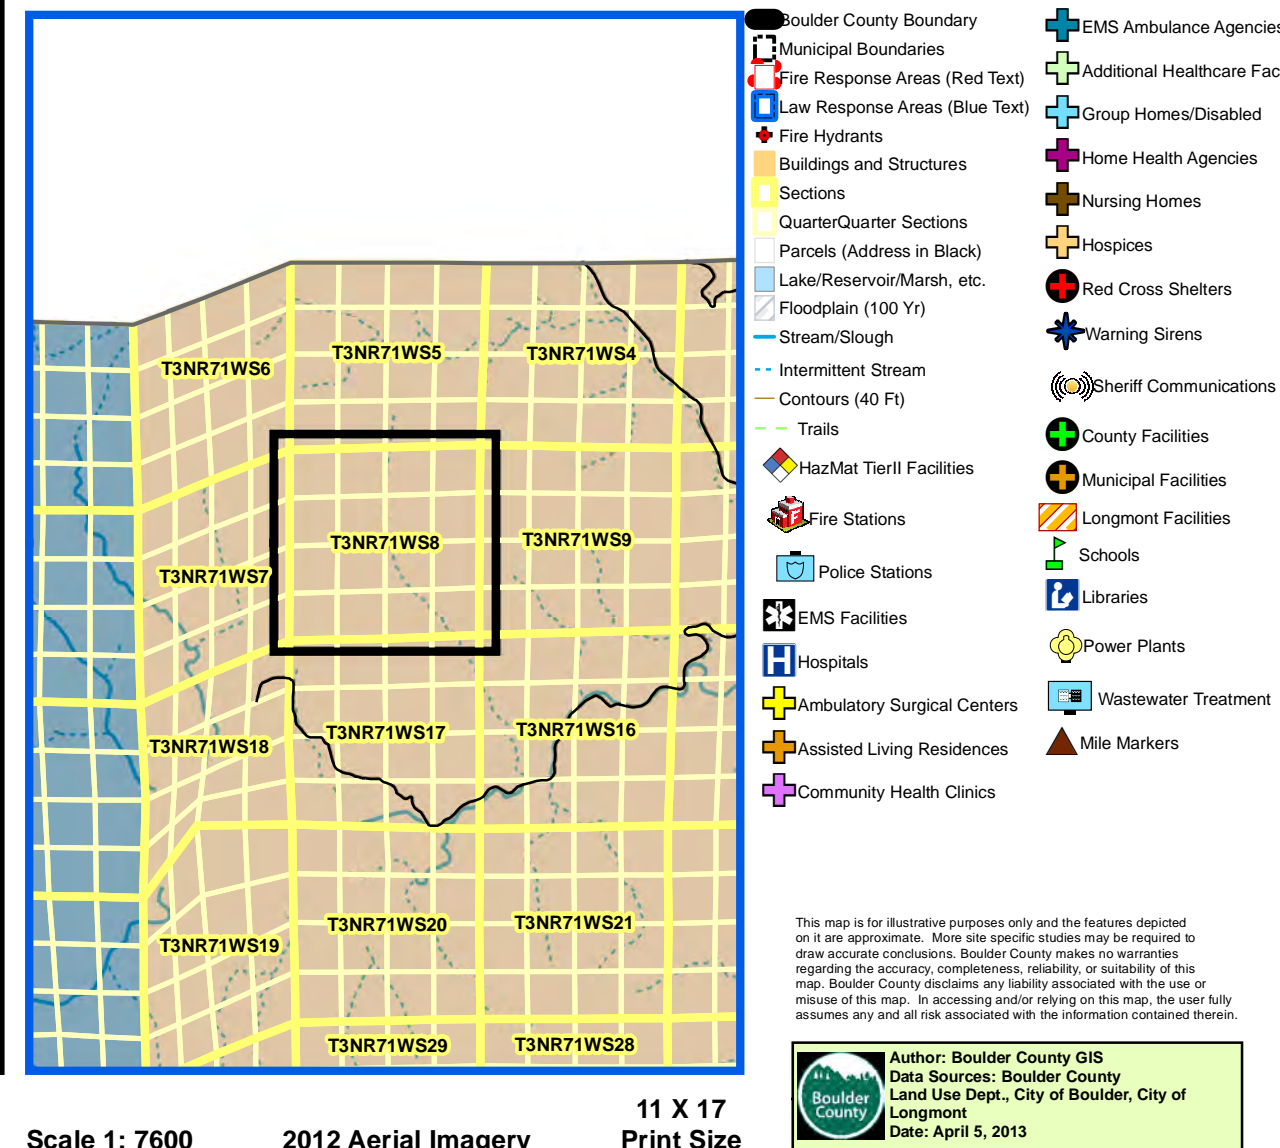 T3NR71WS6
T3NR71WS5
T3NR71WS4
T3NR71WS7
T3NR71WS8
T3NR71WS9
T3NR71WS18
T3NR71WS17
T3NR71WS16
T3NR71WS19
T3NR71WS20
T3NR71WS21
T3NR71WS29
T3NR71WS28
Scale 1: 7600
2012 Aerial Imagery
11 X 17
Print Size
Boulder County Boundary
Municipal Boundaries
Fire Response Areas (Red Text)
Law Response Areas (Blue Text)
Fire Hydrants
Buildings and Structures
Sections
QuarterQuarter Sections
Parcels (Address in Black)
Lake/Reservoir/Marsh, etc.
Floodplain (100 Yr)
Stream/Slough
Intermittent Stream
Contours (40 Ft)
Trails
HazMat TierII Facilities
F
Fire Stations
Police Stations
EMS Facilities
H
Hospitals
Ambulatory Surgical Centers
Assisted Living Residences
Community Health Clinics
EMS Ambulance Agencies
Additional Healthcare Fac
Group Homes/Disabled
Home Health Agencies
Nursing Homes
Hospices
Red Cross Shelters
Warning Sirens
Sheriff Communications
County Facilities
Municipal Facilities
Longmont Facilities
Schools
Libraries
Power Plants
Wastewater Treatment
Mile Markers
This map is for illustrative purposes only and the features depicted
on it are approximate. More site specific studies may be required to
draw accurate conclusions. Boulder County makes no warranties
regarding the accuracy, completeness, reliability, or suitability of this
map. Boulder County disclaims any liability associated with the use or
misuse of this map. In accessing and/or relying on this map, the user fully
assumes any and all risk associated with the information contained therein.
Boulder
County
Author: Boulder County GIS
Data Sources: Boulder County
Land Use Dept., City of Boulder, City of
Longmont
Date: April 5, 2013